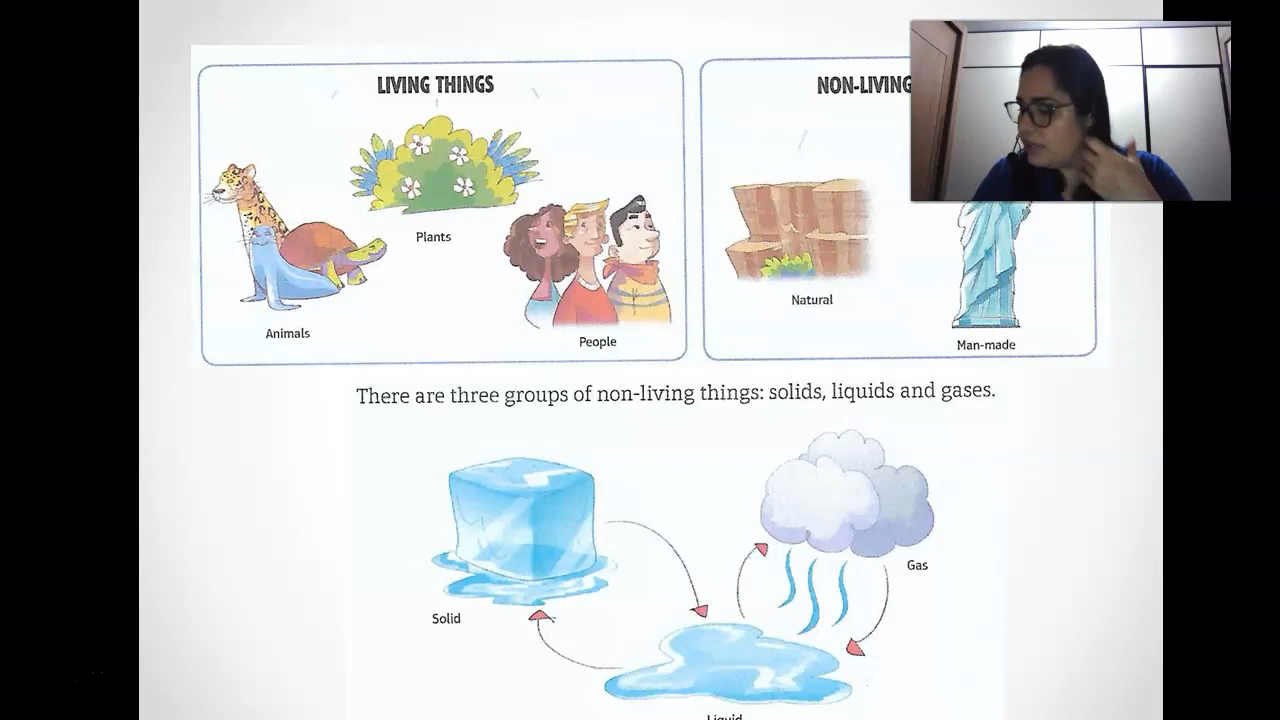 LIVING THINGS
NON-LIVING
Plants
Animals
People
Natural
Man-made
There are three groups of non-living things: solids, liquids and gases.
Gas
Solid
Liquid